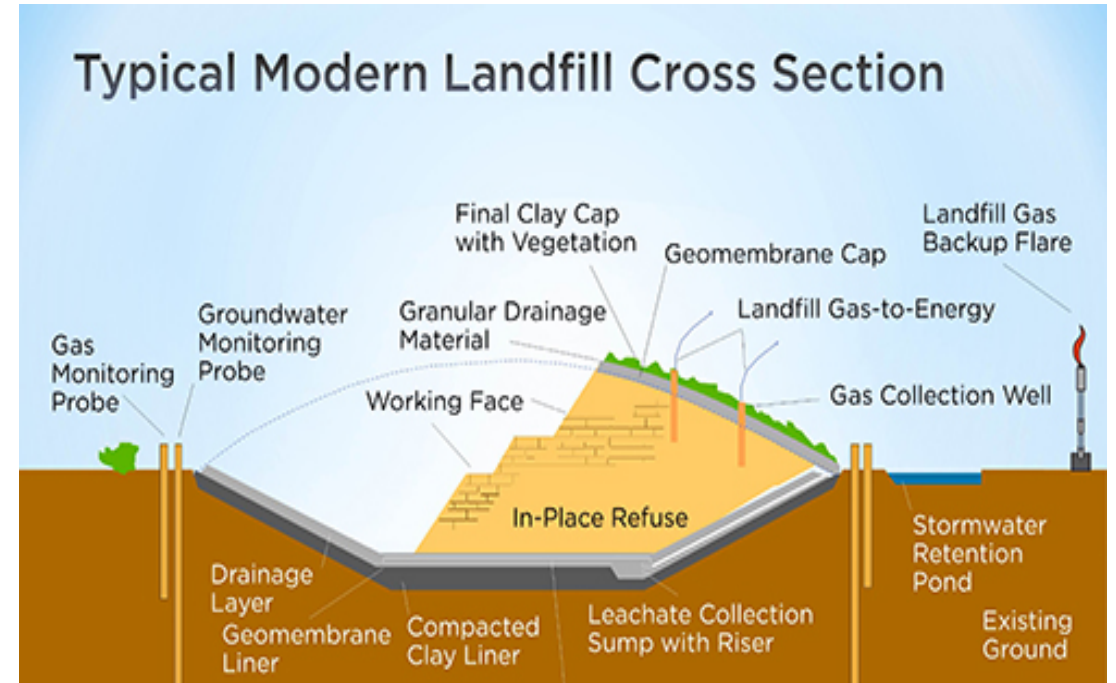 Typical Modern Landfill Cross Section
Final Clay Cap
with Vegetation
Landfill Gas
Backup Flare
Geomembrane Cap
Granular Drainage
Material
Landfill Gas-to-Energy
Groundwater
Monitoring
Probe
Gas
Monitoring
Probe
Working Face
Gas Collection Well
In-Place Refuse
Stormwater
Retention
Pond
Drainage
Layer
Geomembrane
Liner
Compacted
Clay Liner
Leachate Collection
Sump with Riser
Existing
Ground